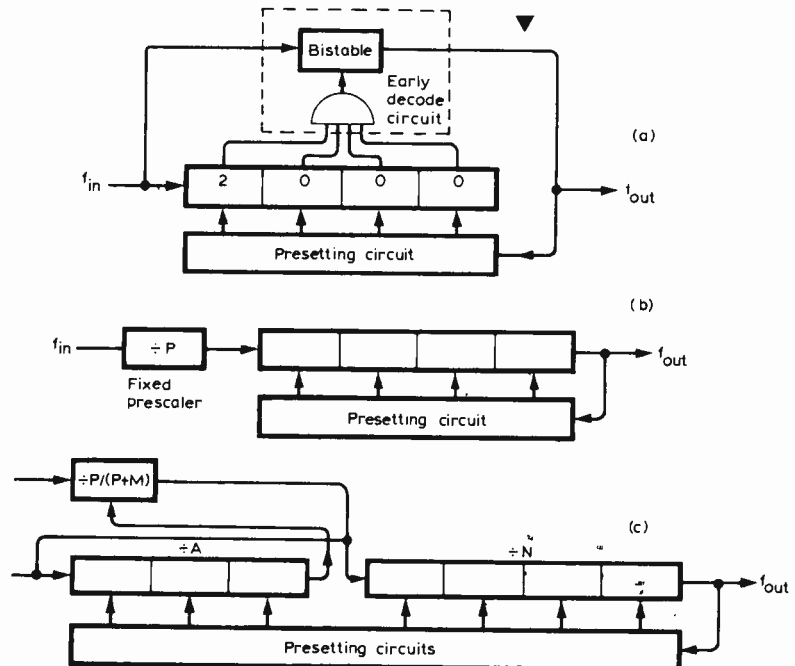 Bistable
Early
decode
circuit
(a)
f_in
2 0 0 0
f_out
Presetting circuit
(b)
f_in
÷P
Fixed
prescaler
f_out
Presetting circuit
÷P/(P+M)
(c)
÷A
÷N
f_out
Presetting circuits